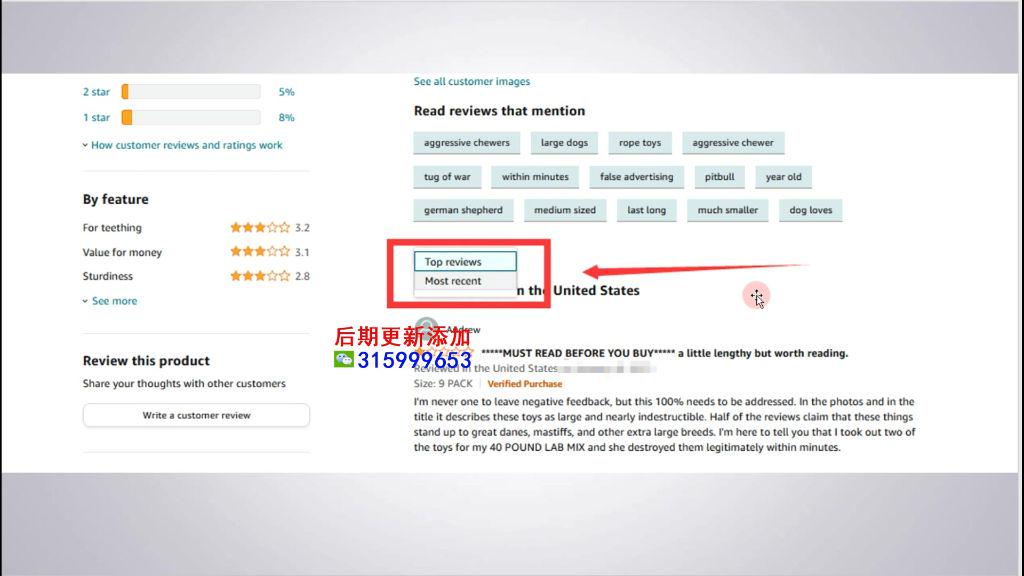 2 star 5%
1 star 8%
How customer reviews and ratings work
By feature
For teething 3.2
Value for money 3.1
Sturdiness 2.8
See more
Review this product
Share your thoughts with other customers
Write a customer review
See all customer images
Read reviews that mention
aggressive chewers large dogs rope toys aggressive chewer
tug of war within minutes false advertising pitbull year old
german shepherd medium sized last long much smaller dog loves
Top reviews
Most recent
n the United States
Andrew
后期更新添加
315999653
*****MUST READ BEFORE YOU BUY***** a little lengthy but worth reading.
Reviewed in the United States
Size: 9 PACK Verified Purchase
I'm never one to leave negative feedback, but this 100% needs to be addressed. In the photos and in the
title it describes these toys as large and nearly indestructible. Half of the reviews claim that these things
stand up to great danes, mastiffs, and other extra large breeds. I'm here to tell you that I took out two of
the toys for my 40 POUND LAB MIX and she destroyed them legitimately within minutes.